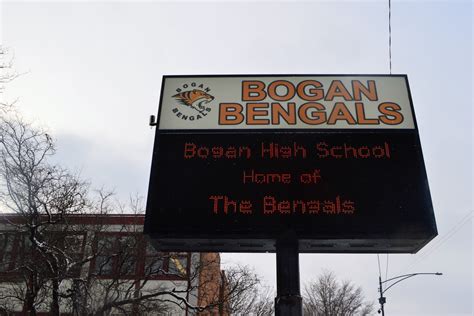 BOGAN
BENGALS
BOGAN
BENGALS
Bogan High School
Home of
The Bengals